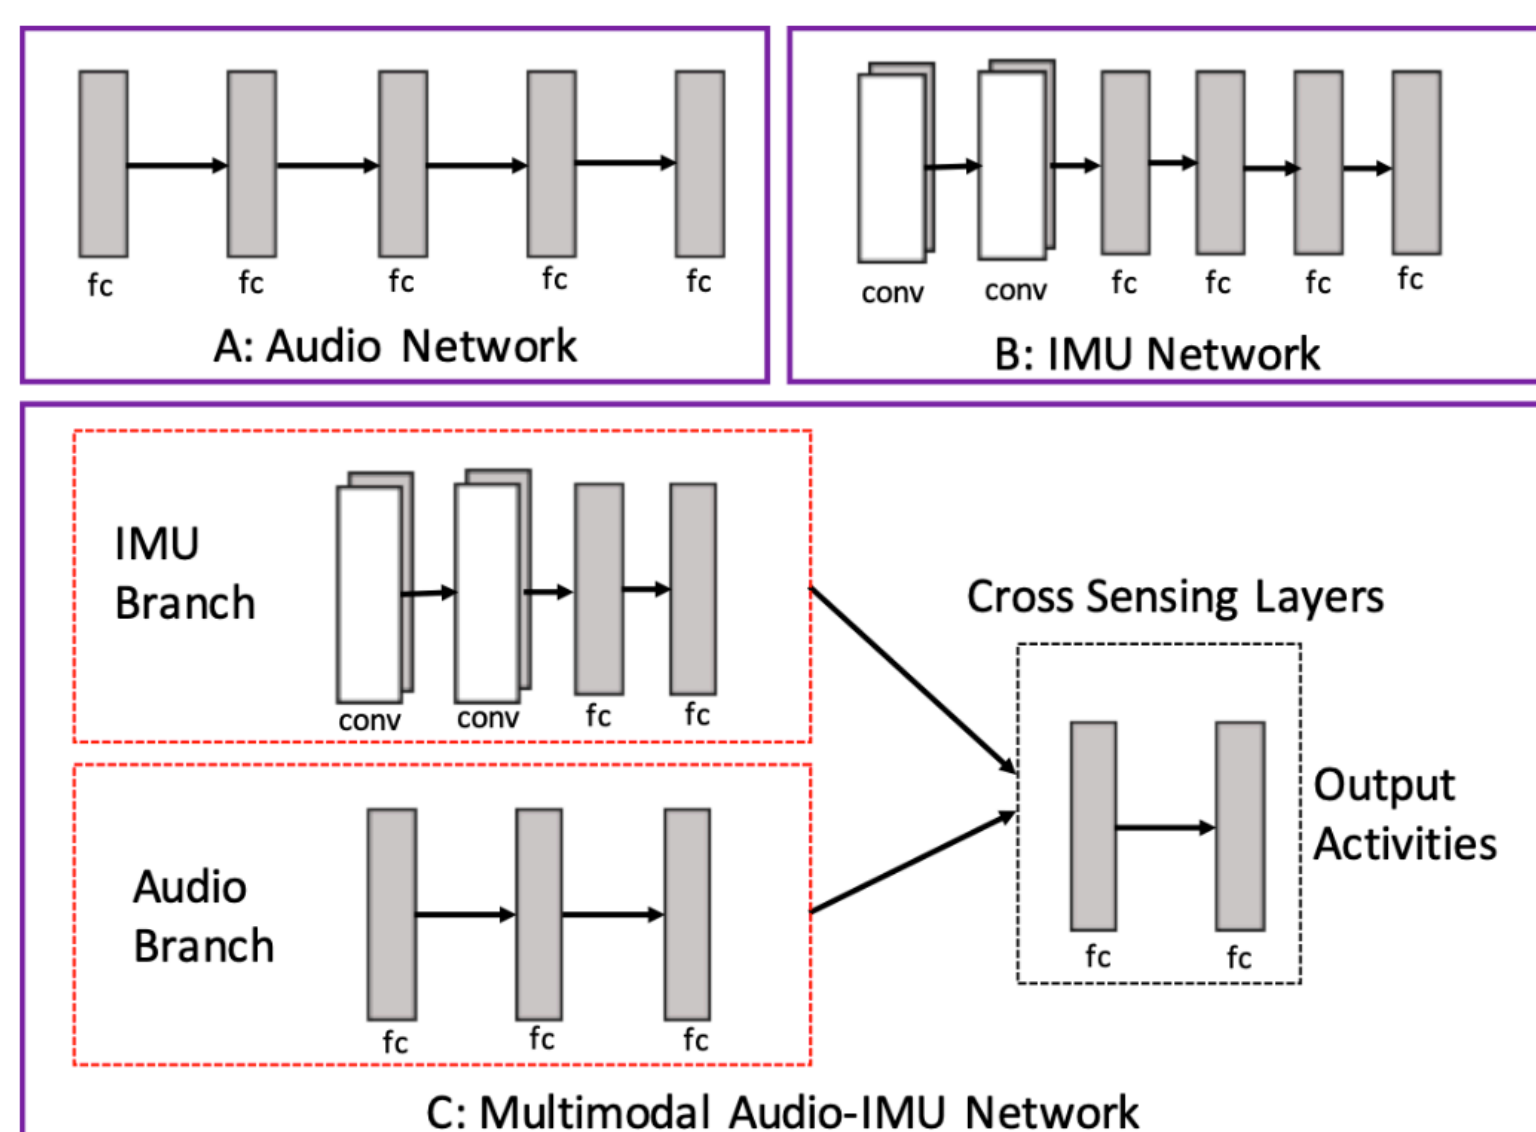 fc fc fc fc fc
A: Audio Network
conv conv fc fc fc fc
B: IMU Network
IMU
Branch
conv conv fc fc
Audio
Branch
fc fc fc
Cross Sensing Layers
fc fc
Output
Activities
C: Multimodal Audio-IMU Network